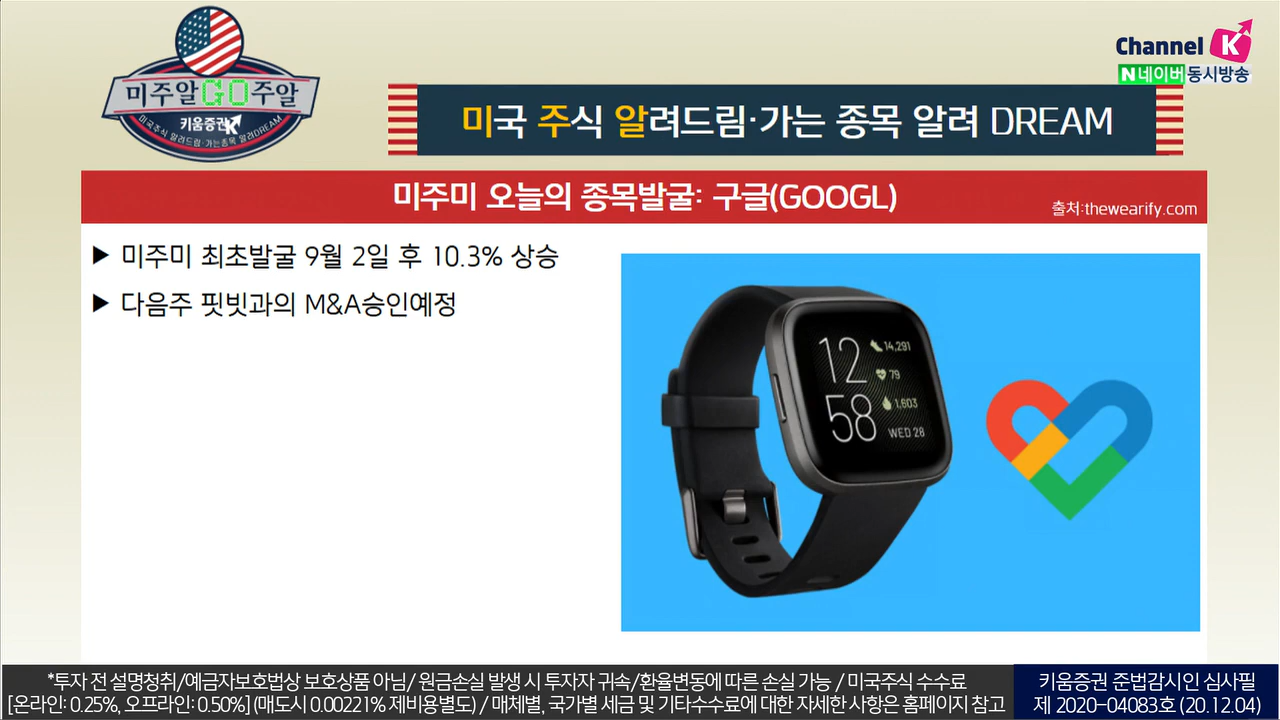 미주알GO주알
키움증권K
미국주식 알려드림·가는종목 알려DREAM
Channel K
N 네이버 동시방송
미국 주식 알려드림·가는 종목 알려 DREAM
미주미 오늘의 종목발굴: 구글(GOOGL)
출처:thewearify.com
▶ 미주미 최초발굴 9월 2일 후 10.3% 상승
▶ 다음주 핏빗과의 M&A승인예정
12
58
14,291
79
1,603
WED 28
*투자 전 설명청취/예금자보호법상 보호상품 아님/ 원금손실 발생 시 투자자 귀속/환율변동에 따른 손실 가능 / 미국주식 수수료
[온라인: 0.25%, 오프라인: 0.50%] (매도시 0.00221% 제비용별도) / 매체별, 국가별 세금 및 기타수수료에 대한 자세한 사항은 홈페이지 참고
키움증권 준법감시인 심사필
제 2020-04083호 (20.12.04)